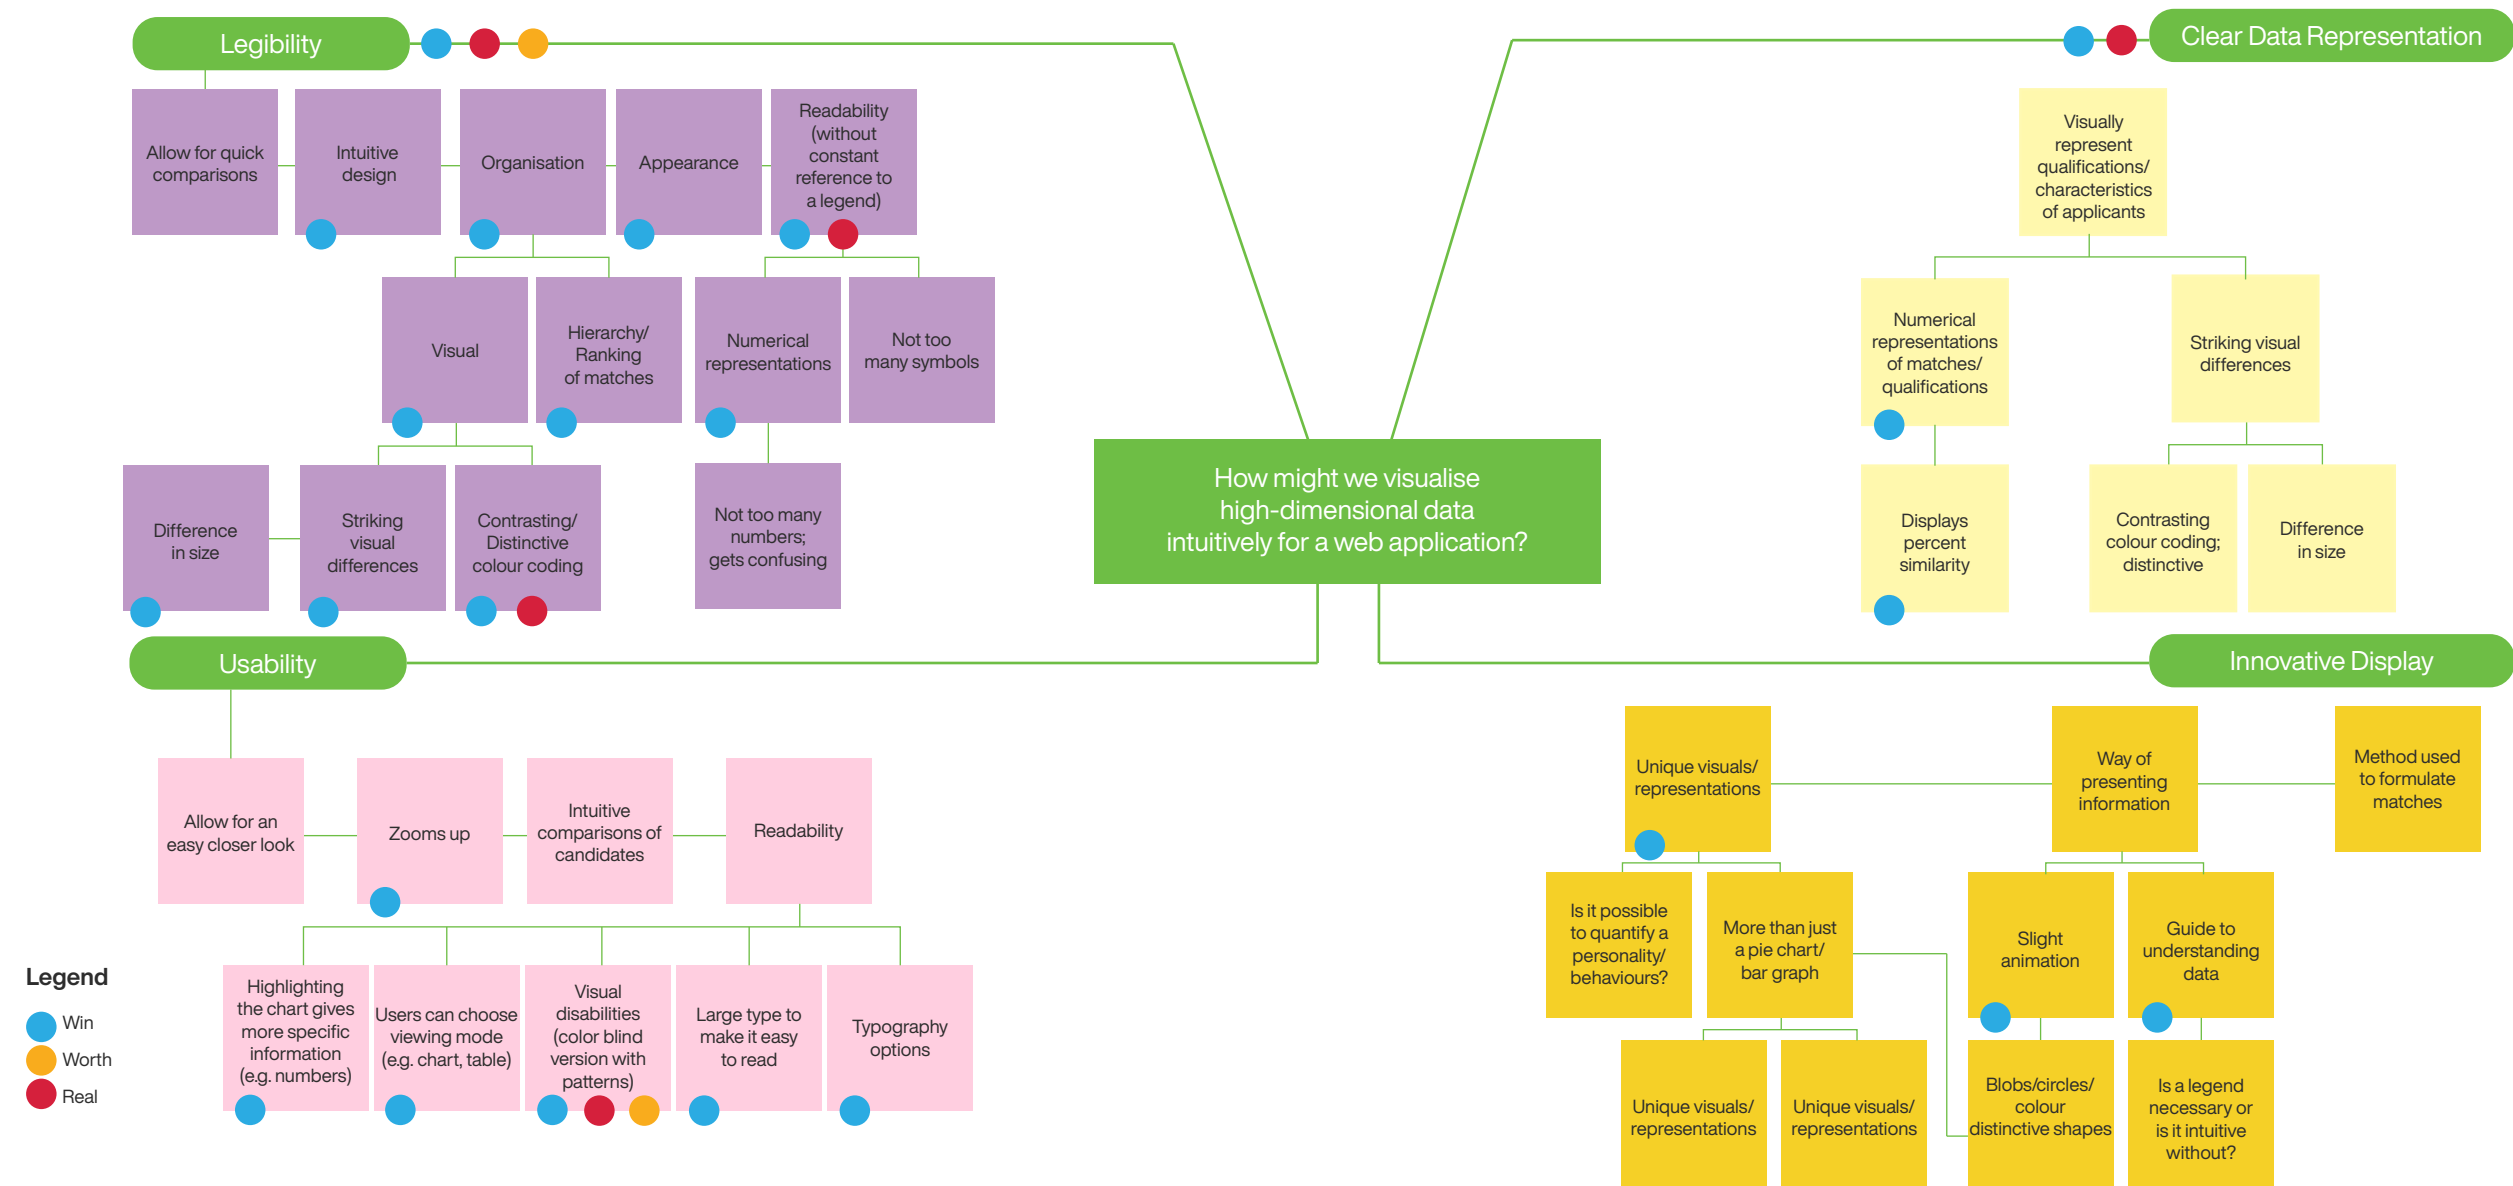 Legibility
Allow for quick
comparisons
Intuitive
design
Organisation
Appearance
Readability
(without
constant
reference to
a legend)
Visual
Hierarchy/
Ranking
of matches
Numerical
representations
Not too
many symbols
Difference
in size
Striking
visual
differences
Contrasting/
Distinctive
colour coding
Not too many
numbers;
gets confusing
How might we visualise
high-dimensional data
intuitively for a web application?
Clear Data Representation
Visually
represent
qualifications/
characteristics
of applicants
Numerical
representations
of matches/
qualifications
Striking visual
differences
Displays
percent
similarity
Contrasting
colour coding;
distinctive
Difference
in size
Usability
Allow for an
easy closer look
Zooms up
Intuitive
comparisons of
candidates
Readability
Highlighting
the chart gives
more specific
information
(e.g. numbers)
Users can choose
viewing mode
(e.g. chart, table)
Visual
disabilities
(color blind
version with
patterns)
Large type to
make it easy
to read
Typography
options
Legend
Win
Worth
Real
Innovative Display
Unique visuals/
representations
Way of
presenting
information
Method used
to formulate
matches
Is it possible
to quantify a
personality/
behaviours?
More than just
a pie chart/
bar graph
Slight
animation
Guide to
understanding
data
Unique visuals/
representations
Unique visuals/
representations
Blobs/circles/
colour
distinctive shapes
Is a legend
necessary or
is it intuitive
without?